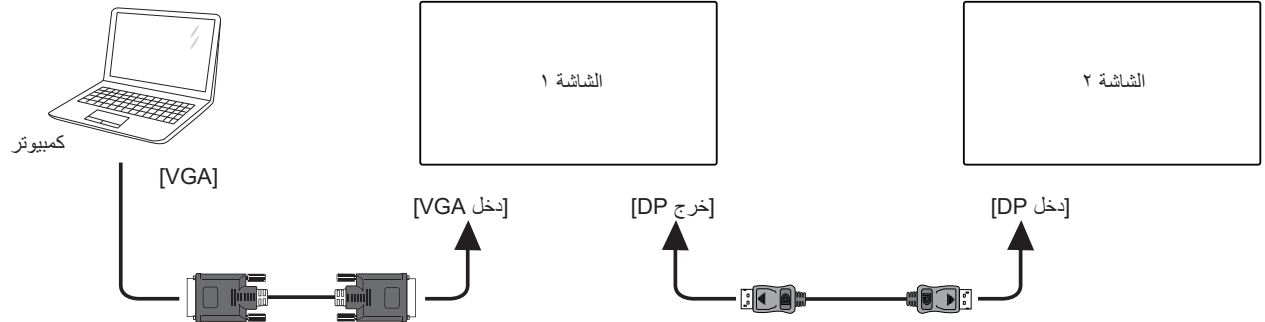 الشاشة ١
الشاشة ٢
كمبيوتر
[VGA]
[دخل VGA]
[خرج DP]
[دخل DP]